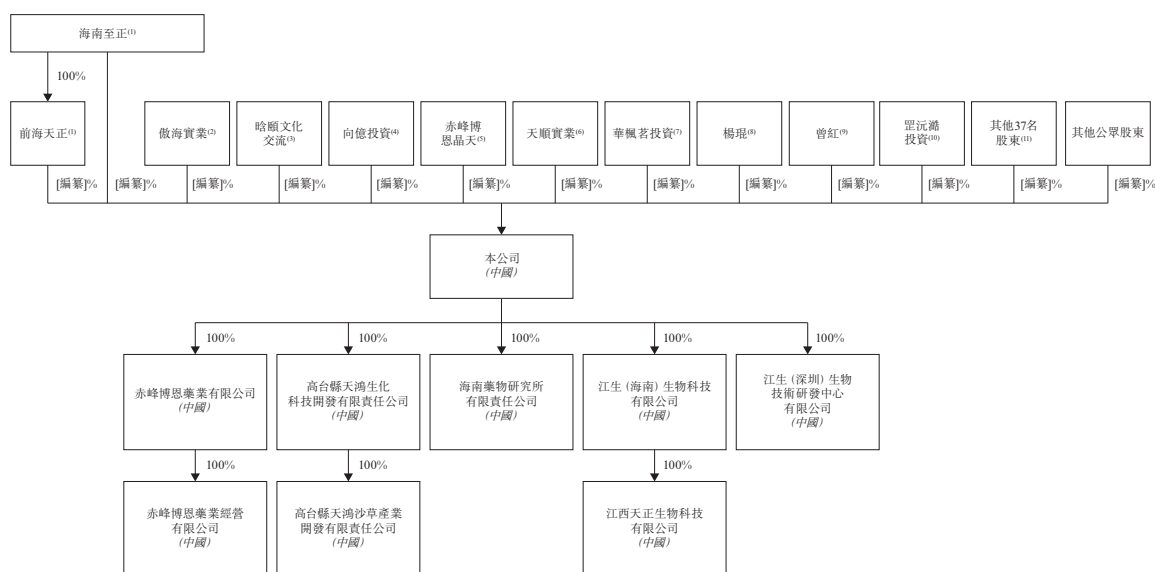 海南至正(1)
100%
前海天正(1)
傲海實業(2)
晗頤文化
交流(3)
向億投資(4)
赤峰博
恩晶天(5)
天順實業(6)
華楓茗投資(7)
楊琨(8)
曾紅(9)
罡沅澔
投資(10)
其他37名
股東(11)
其他公眾股東
[編纂]%
[編纂]%
[編纂]%
[編纂]%
[編纂]%
[編纂]%
[編纂]%
[編纂]%
[編纂]%
[編纂]%
[編纂]%
[編纂]%
[編纂]%
本公司
(中國)
100%
100%
100%
100%
100%
赤峰博恩藥業有限公司
(中國)
高台縣天鴻生化
科技開發有限責任公司
(中國)
海南藥物研究所
有限責任公司
(中國)
江生 (海南) 生物科技
有限公司
(中國)
江生 (深圳) 生物
技術研發中心
有限公司
(中國)
100%
100%
100%
赤峰博恩藥業經營
有限公司
(中國)
高台縣天鴻沙草產業
開發有限責任公司
(中國)
江西天正生物科技
有限公司
(中國)